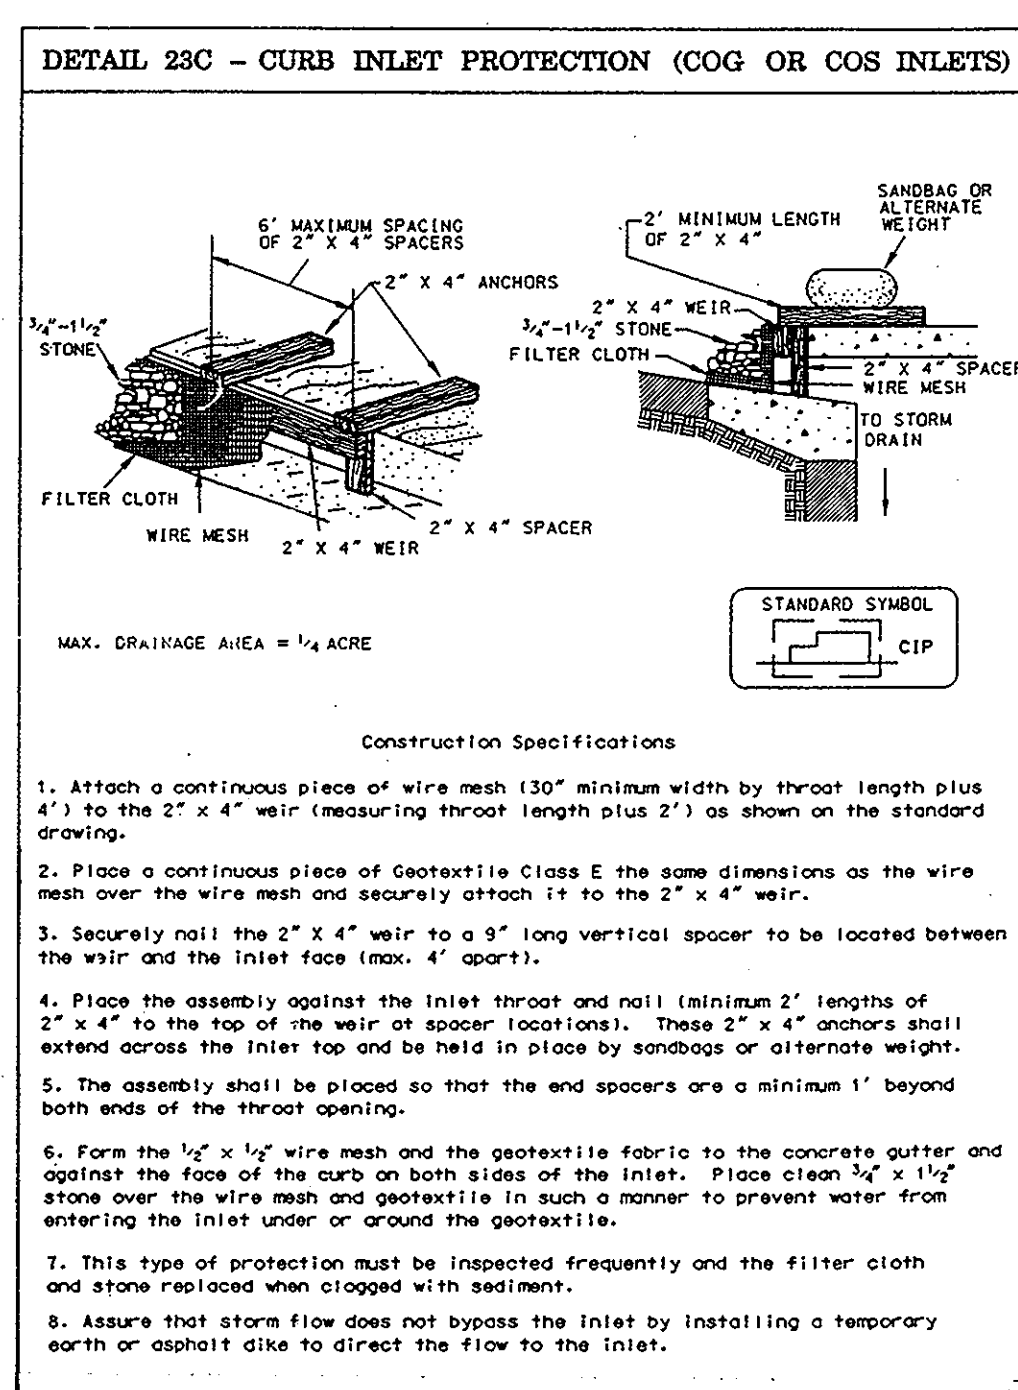 DETAIL 23C - CURB INLET PROTECTION (COG OR COS INLETS)
6' MAXIMUM SPACING
OF 2" X 4" SPACERS
2" X 4" ANCHORS
3/4"-1 1/2"
STONE
FILTER CLOTH
WIRE MESH
2" X 4" WEIR
2" X 4" SPACER
SANDBAG OR
ALTERNATE
WEIGHT
2' MINIMUM LENGTH
OF 2" X 4"
2" X 4" WEIR
3/4"-1 1/2" STONE
FILTER CLOTH
2" X 4" SPACER
WIRE MESH
TO STORM
DRAIN
MAX. DRAINAGE AREA = 1/4 ACRE
STANDARD SYMBOL
CIP
Construction Specifications
1. Attach a continuous piece of wire mesh (30" minimum width by throat length plus
4') to the 2" x 4" weir (measuring throat length plus 2') as shown on the standard
drawing.
2. Place a continuous piece of Geotextile Class E the same dimensions as the wire
mesh over the wire mesh and securely attach it to the 2" x 4" weir.
3. Securely nail the 2" X 4" weir to a 9" long vertical spacer to be located between
the weir and the inlet face (max. 4' apart).
4. Place the assembly against the inlet throat and nail (minimum 2' lengths of
2" x 4" to the top of the weir at spacer locations). These 2" x 4" anchors shall
extend across the inlet top and be held in place by sandbags or alternate weight.
5. The assembly shall be placed so that the end spacers are a minimum 1' beyond
both ends of the throat opening.
6. Form the 1/2" x 1/2" wire mesh and the geotextile fabric to the concrete gutter and
against the face of the curb on both sides of the inlet. Place clean 3/4" x 1 1/2"
stone over the wire mesh and geotextile in such a manner to prevent water from
entering the inlet under or around the geotextile.
7. This type of protection must be inspected frequently and the filter cloth
and stone replaced when clogged with sediment.
8. Assure that storm flow does not bypass the inlet by installing a temporary
earth or asphalt dike to direct the flow to the inlet.